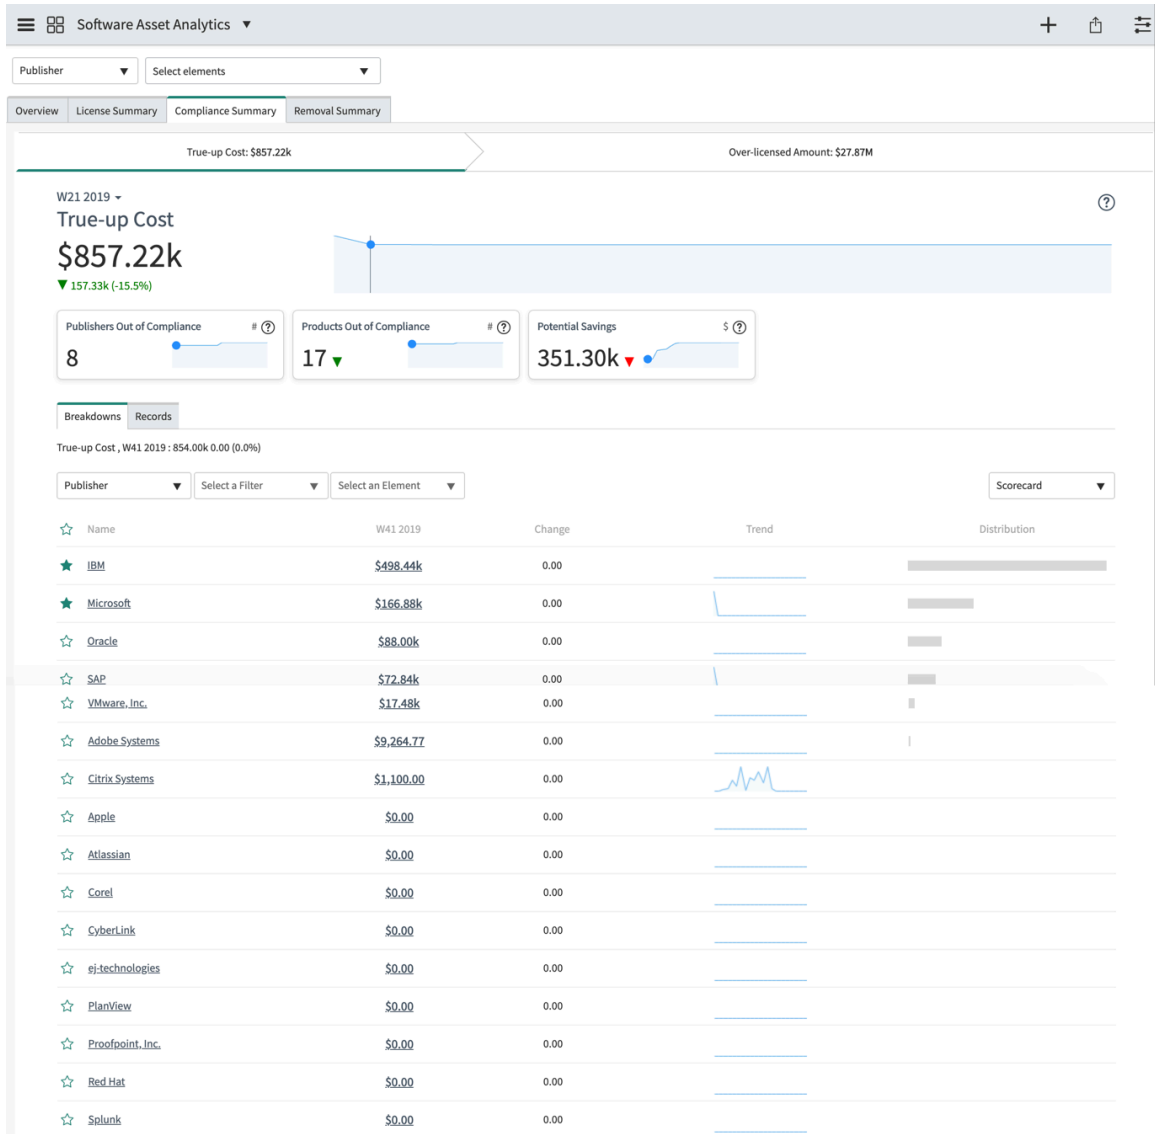 Software Asset Analytics ▼
Publisher ▼ Select elements ▼
Overview License Summary Compliance Summary Removal Summary
True-up Cost: $857.22k Over-licensed Amount: $27.87M
W21 2019
True-up Cost
$857.22k
▼ 157.33k (-15.5%)
Publishers Out of Compliance # ?
8
Products Out of Compliance # ?
17 ▼
Potential Savings $ ?
351.30k ▼
Breakdowns Records
True-up Cost , W41 2019 : 854.00k 0.00 (0.0%)
Publisher ▼ Select a Filter ▼ Select an Element ▼ Scorecard ▼
Name W41 2019 Change Trend Distribution
IBM $498.44k 0.00
Microsoft $166.88k 0.00
Oracle $88.00k 0.00
SAP $72.84k 0.00
VMware, Inc. $17.48k 0.00
Adobe Systems $9,264.77 0.00
Citrix Systems $1,100.00 0.00
Apple $0.00 0.00
Atlassian $0.00 0.00
Corel $0.00 0.00
CyberLink $0.00 0.00
ej-technologies $0.00 0.00
PlanView $0.00 0.00
Proofpoint, Inc. $0.00 0.00
Red Hat $0.00 0.00
Splunk $0.00 0.00